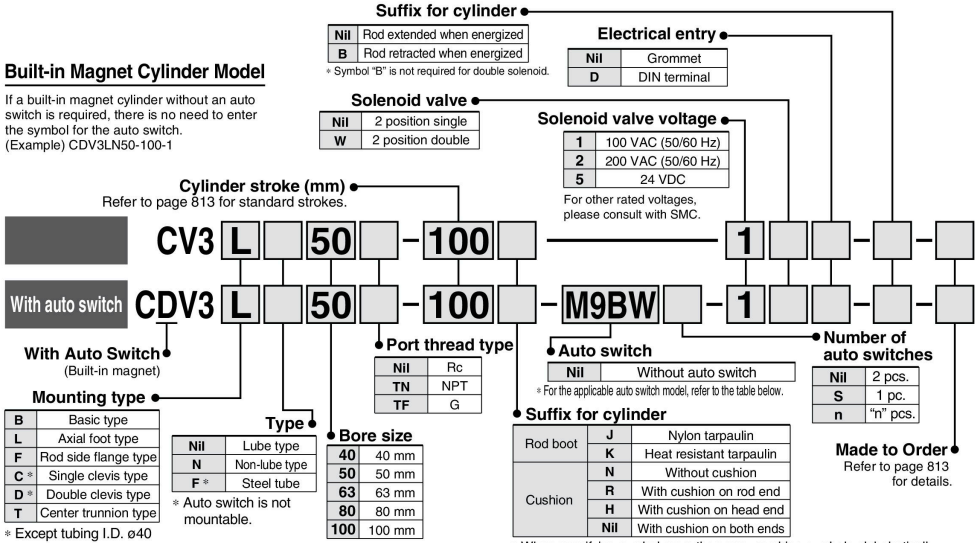 Suffix for cylinder
Nil Rod extended when energized
B Rod retracted when energized
* Symbol "B" is not required for double solenoid.
Electrical entry
Nil Grommet
D DIN terminal
Built-in Magnet Cylinder Model
If a built-in magnet cylinder without an auto
switch is required, there is no need to enter
the symbol for the auto switch.
(Example) CDV3LN50-100-1
Solenoid valve
Nil 2 position single
W 2 position double
Solenoid valve voltage
1 100 VAC (50/60 Hz)
2 200 VAC (50/60 Hz)
5 24 VDC
For other rated voltages,
please consult with SMC.
Cylinder stroke (mm)
Refer to page 813 for standard strokes.
CV3 L 50 - 100 - 1 - -
With auto switch CDV3 L 50 - 100 - M9BW - 1 - -
With Auto Switch
(Built-in magnet)
Mounting type
B Basic type
L Axial foot type
F Rod side flange type
C * Single clevis type
D * Double clevis type
T Center trunnion type
* Except tubing I.D. ø40
Type
Nil Lube type
N Non-lube type
F * Steel tube
* Auto switch is not
mountable.
Port thread type
Nil Rc
TN NPT
TF G
Bore size
40 40 mm
50 50 mm
63 63 mm
80 80 mm
100 100 mm
Auto switch
Nil Without auto switch
* For the applicable auto switch model, refer to the table below.
Suffix for cylinder
Rod boot
J Nylon tarpaulin
K Heat resistant tarpaulin
Cushion
N Without cushion
R With cushion on rod end
H With cushion on head end
Nil With cushion on both ends
Number of
auto switches
Nil 2 pcs.
S 1 pc.
n "n" pcs.
Made to Order
Refer to page 813
for details.